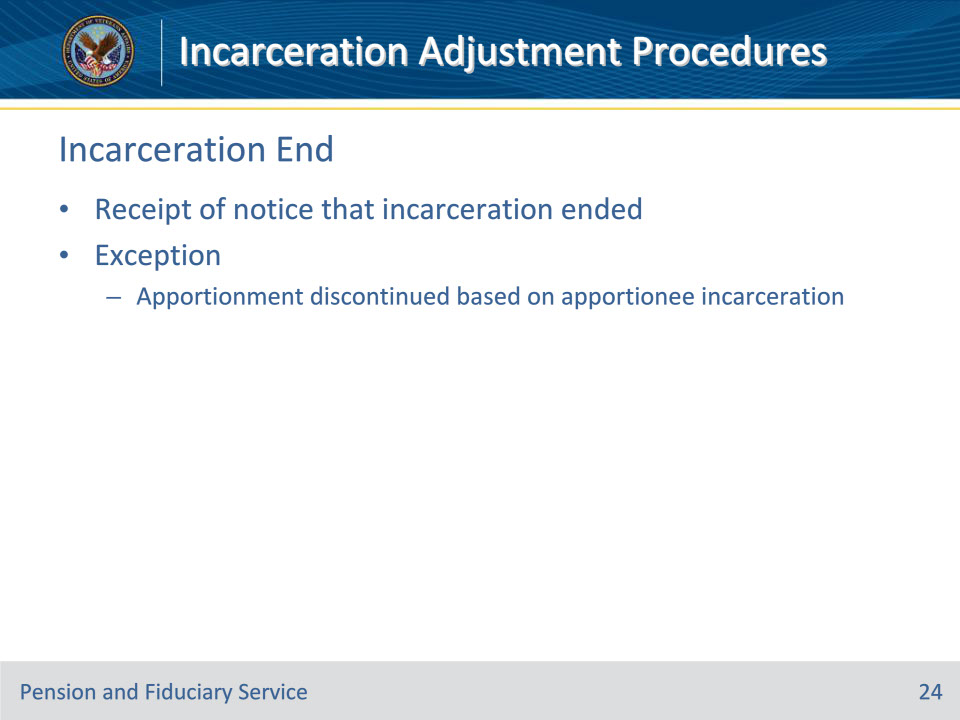 Incarceration Adjustment Procedures
Incarceration End
• Receipt of notice that incarceration ended
• Exception
– Apportionment discontinued based on apportionee incarceration
Pension and Fiduciary Service
24